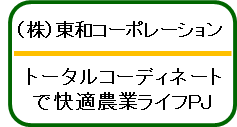 （株）東和コーポレーション
トータルコーディネート
で快適農業ライフPJ